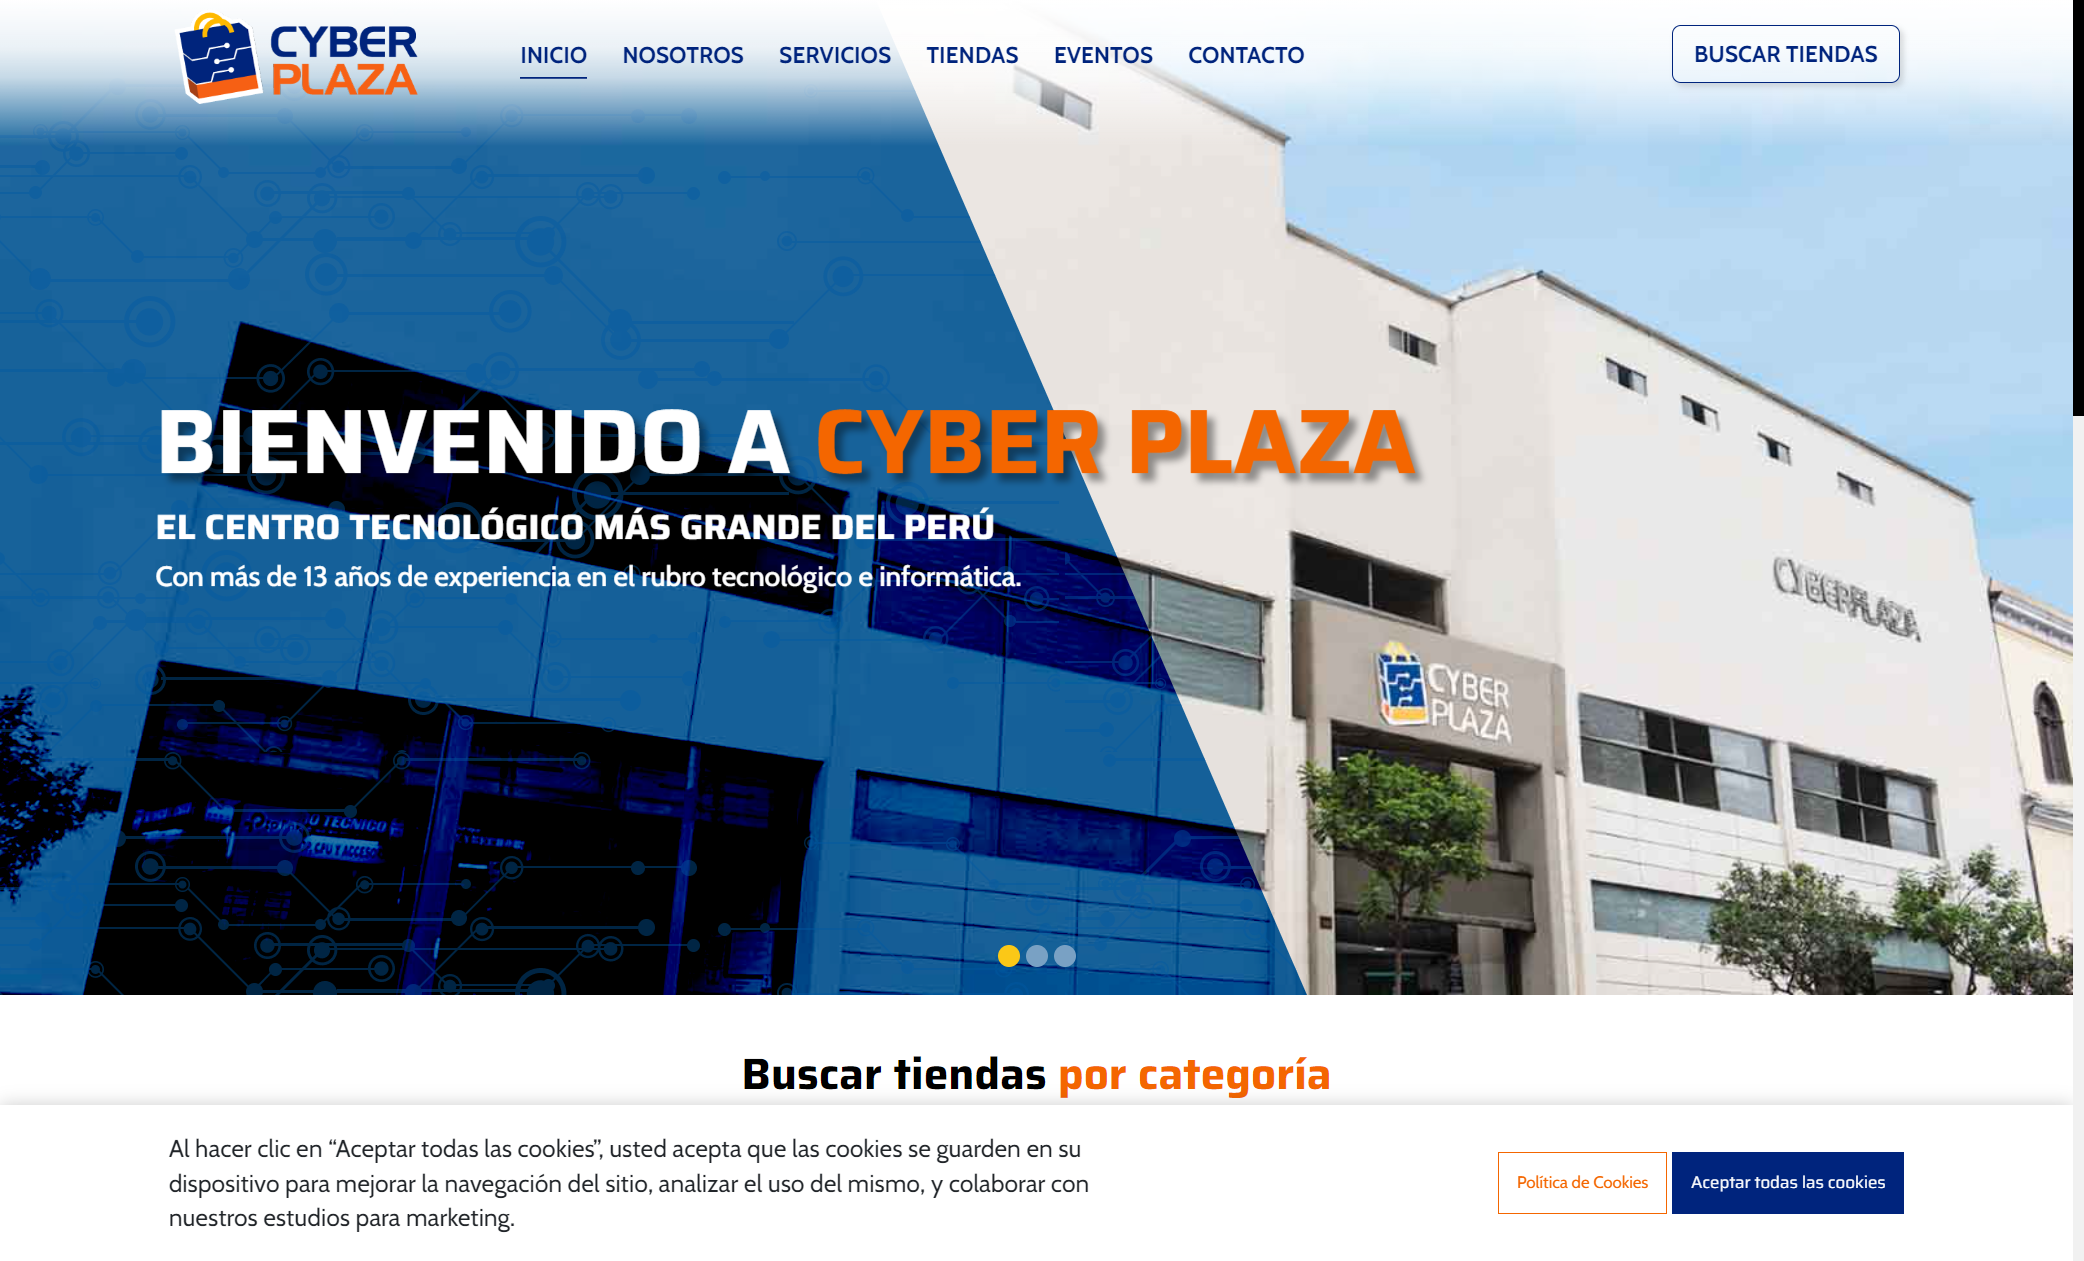 CYBER
PLAZA
INICIO NOSOTROS SERVICIOS TIENDAS EVENTOS CONTACTO
BUSCAR TIENDAS
BIENVENIDO A CYBER PLAZA
EL CENTRO TECNOLÓGICO MÁS GRANDE DEL PERÚ
Con más de 13 años de experiencia en el rubro tecnológico e informática.
CYBERPLAZA
CYBER
PLAZA
TECNICO
CPU Y ACCESO
Buscar tiendas por categoría
Al hacer clic en “Aceptar todas las cookies”, usted acepta que las cookies se guarden en su
dispositivo para mejorar la navegación del sitio, analizar el uso del mismo, y colaborar con
nuestros estudios para marketing.
Política de Cookies
Aceptar todas las cookies